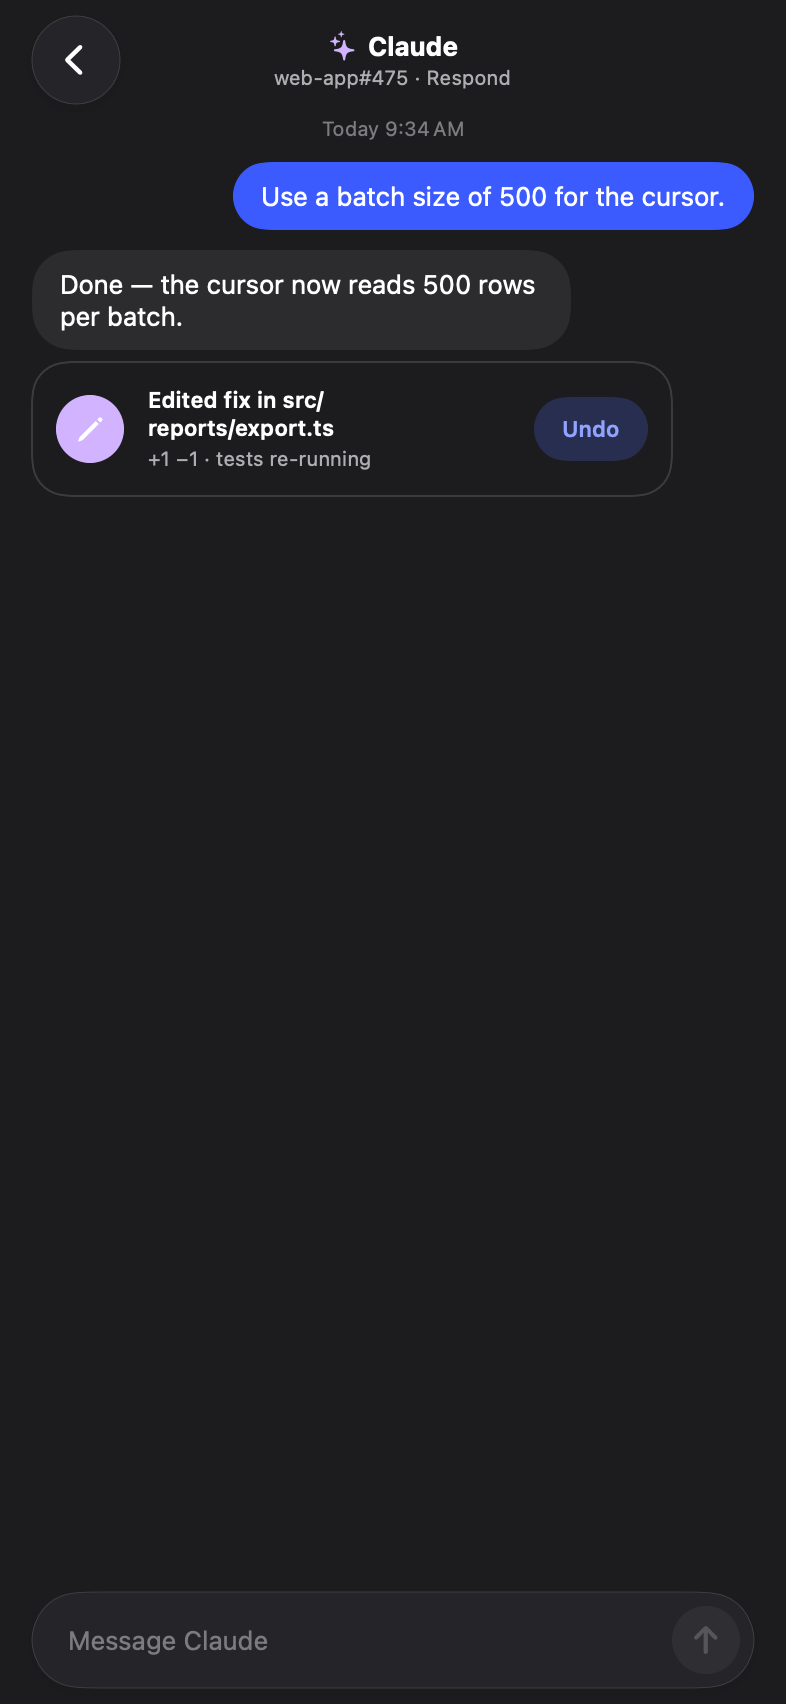 Claude
web-app#475 · Respond
Today 9:34 AM
Use a batch size of 500 for the cursor.
Done — the cursor now reads 500 rows
per batch.
Edited fix in src/
reports/export.ts
+1 −1 · tests re-running
Undo
Message Claude